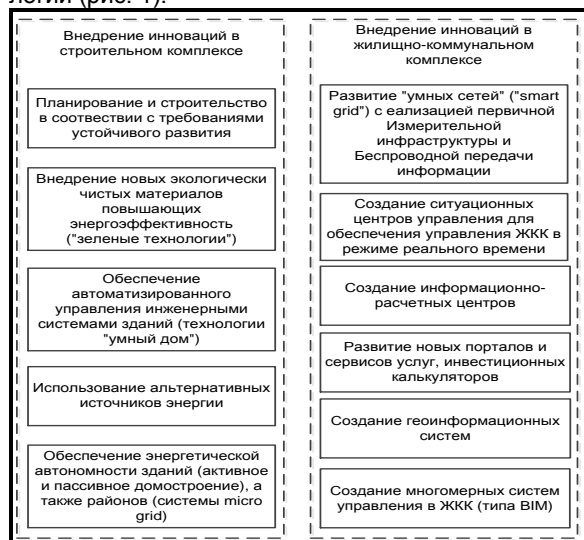 логии (рис. 1).
Внедрение инноваций в
строительном комплексе
Планирование и строительство
в соотвествии с требованиями
устойчивого развития
Внедрение новых экологически
чистых материалов
повышающих
энергоэффективность
("зеленые технологии")
Обеспечение
автоматизированного
управления инженерными
системами зданий (технологии
"умный дом")
Использование альтернативных
источников энергии
Обеспечение энергетической
автономности зданий (активное
и пассивное домостроение), а
также районов (системы micro
grid)
Внедрение инноваций в
жилищно-коммунальном
комплексе
Развитие "умных сетей" ("smart
grid") с еализацией первичной
Измерительной
инфраструктуры и
Беспроводной передачи
информации
Создание ситуационных
центров управления для
обеспечения управления ЖКК в
режиме реального времени
Создание информационно-
расчетных центров
Развитие новых порталов и
сервисов услуг, инвестиционных
калькуляторов
Создание геоинформационных
систем
Создание многомерных систем
управления в ЖКК (типа BIM)